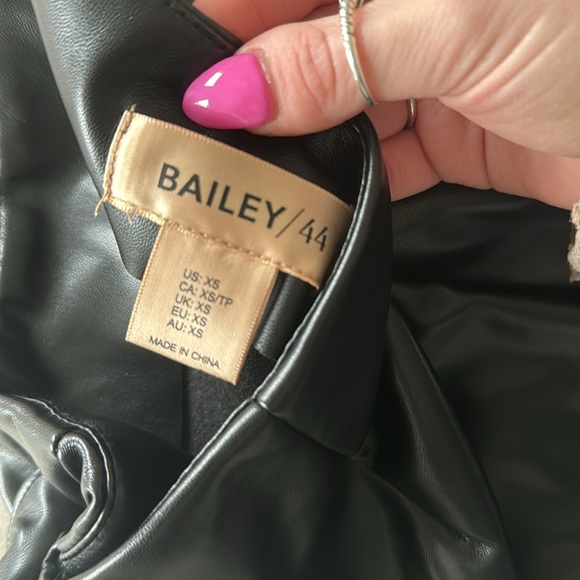 BAILEY/44
US: XS
CA: XS/TP
UK: XS
EU: XS
AU: XS
MADE IN CHINA